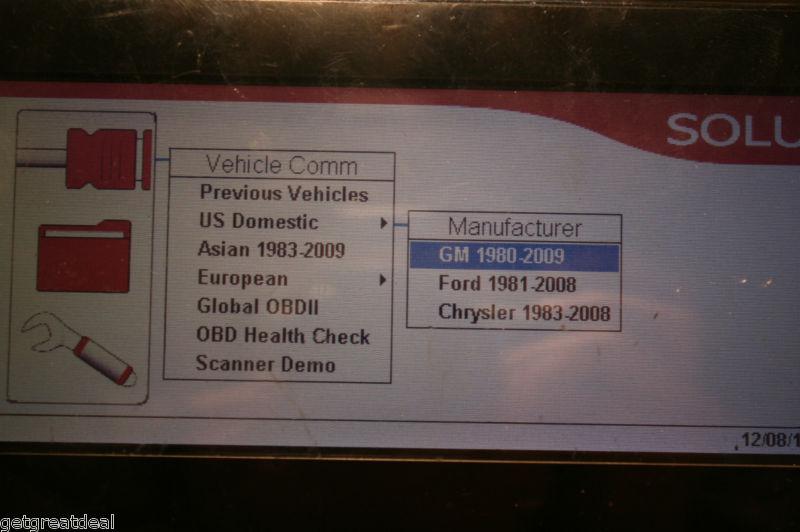 SOLU
Vehicle Comm
Previous Vehicles
US Domestic
Asian 1983-2009
European
Global OBDII
OBD Health Check
Scanner Demo
Manufacturer
GM 1980-2009
Ford 1981-2008
Chrysler 1983-2008
12/08/1
getgreatdeal